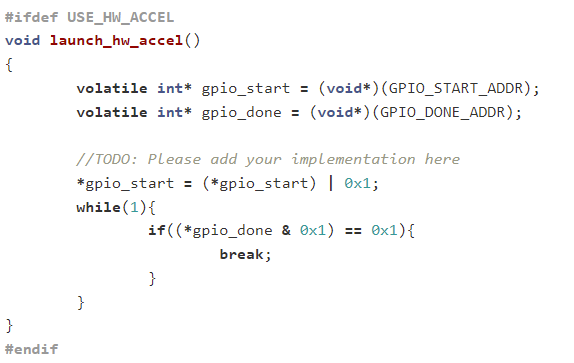 #ifdef USE_HW_ACCEL
void launch_hw_accel()
{
        volatile int* gpio_start = (void*)(GPIO_START_ADDR);
        volatile int* gpio_done = (void*)(GPIO_DONE_ADDR);

        //TODO: Please add your implementation here
        *gpio_start = (*gpio_start) | 0x1;
        while(1){
                if((*gpio_done & 0x1) == 0x1){
                        break;
                }
        }
}
#endif